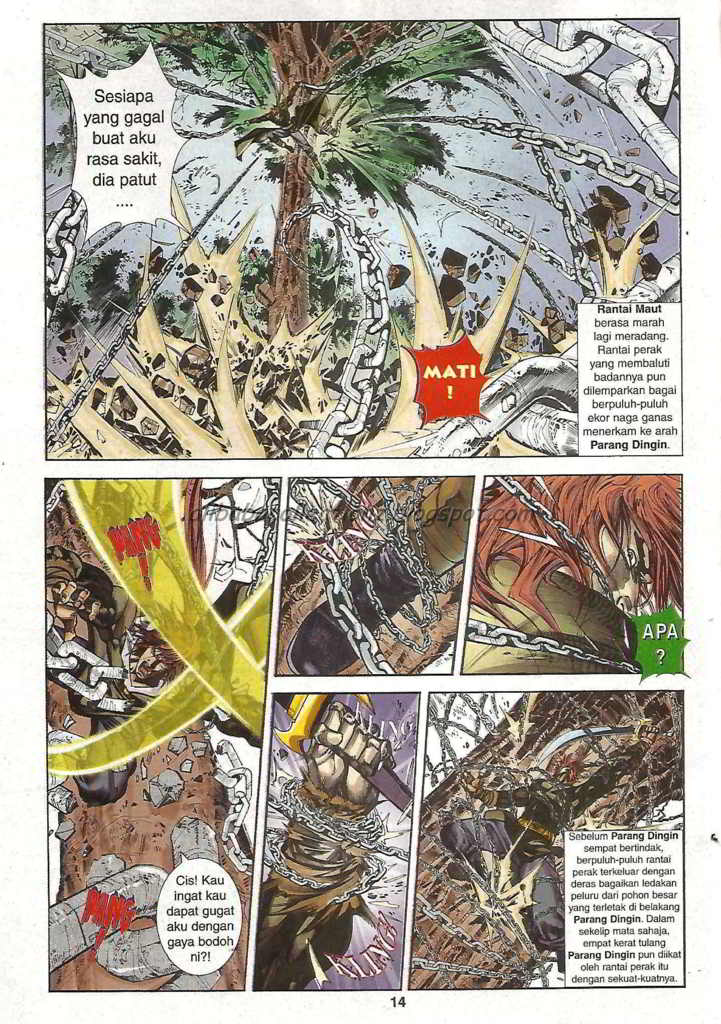 Sesiapa
yang gagal
buat aku
rasa sakit,
dia patut
....
MATI
!
Rantai Maut
berasa marah
lagi meradang.
Rantai perak
yang membaluti
badannya pun
dilemparkan bagai
berpuluh-puluh
ekor naga ganas
menerkam ke arah
Parang Dingin.
PANG
!
PANG
!
Cis! Kau
ingat kau
dapat gugat
aku dengan
gaya bodoh
ni?!
APA
?
Sebelum Parang Dingin
sempat bertindak,
berpuluh-puluh rantai
perak terkeluar dengan
deras bagaikan ledakan
peluru dari pohon besar
yang terletak di belakang
Parang Dingin. Dalam
sekelip mata sahaja,
empat kerat tulang
Parang Dingin pun diikat
oleh rantai perak itu
dengan sekuat-kuatnya.
14